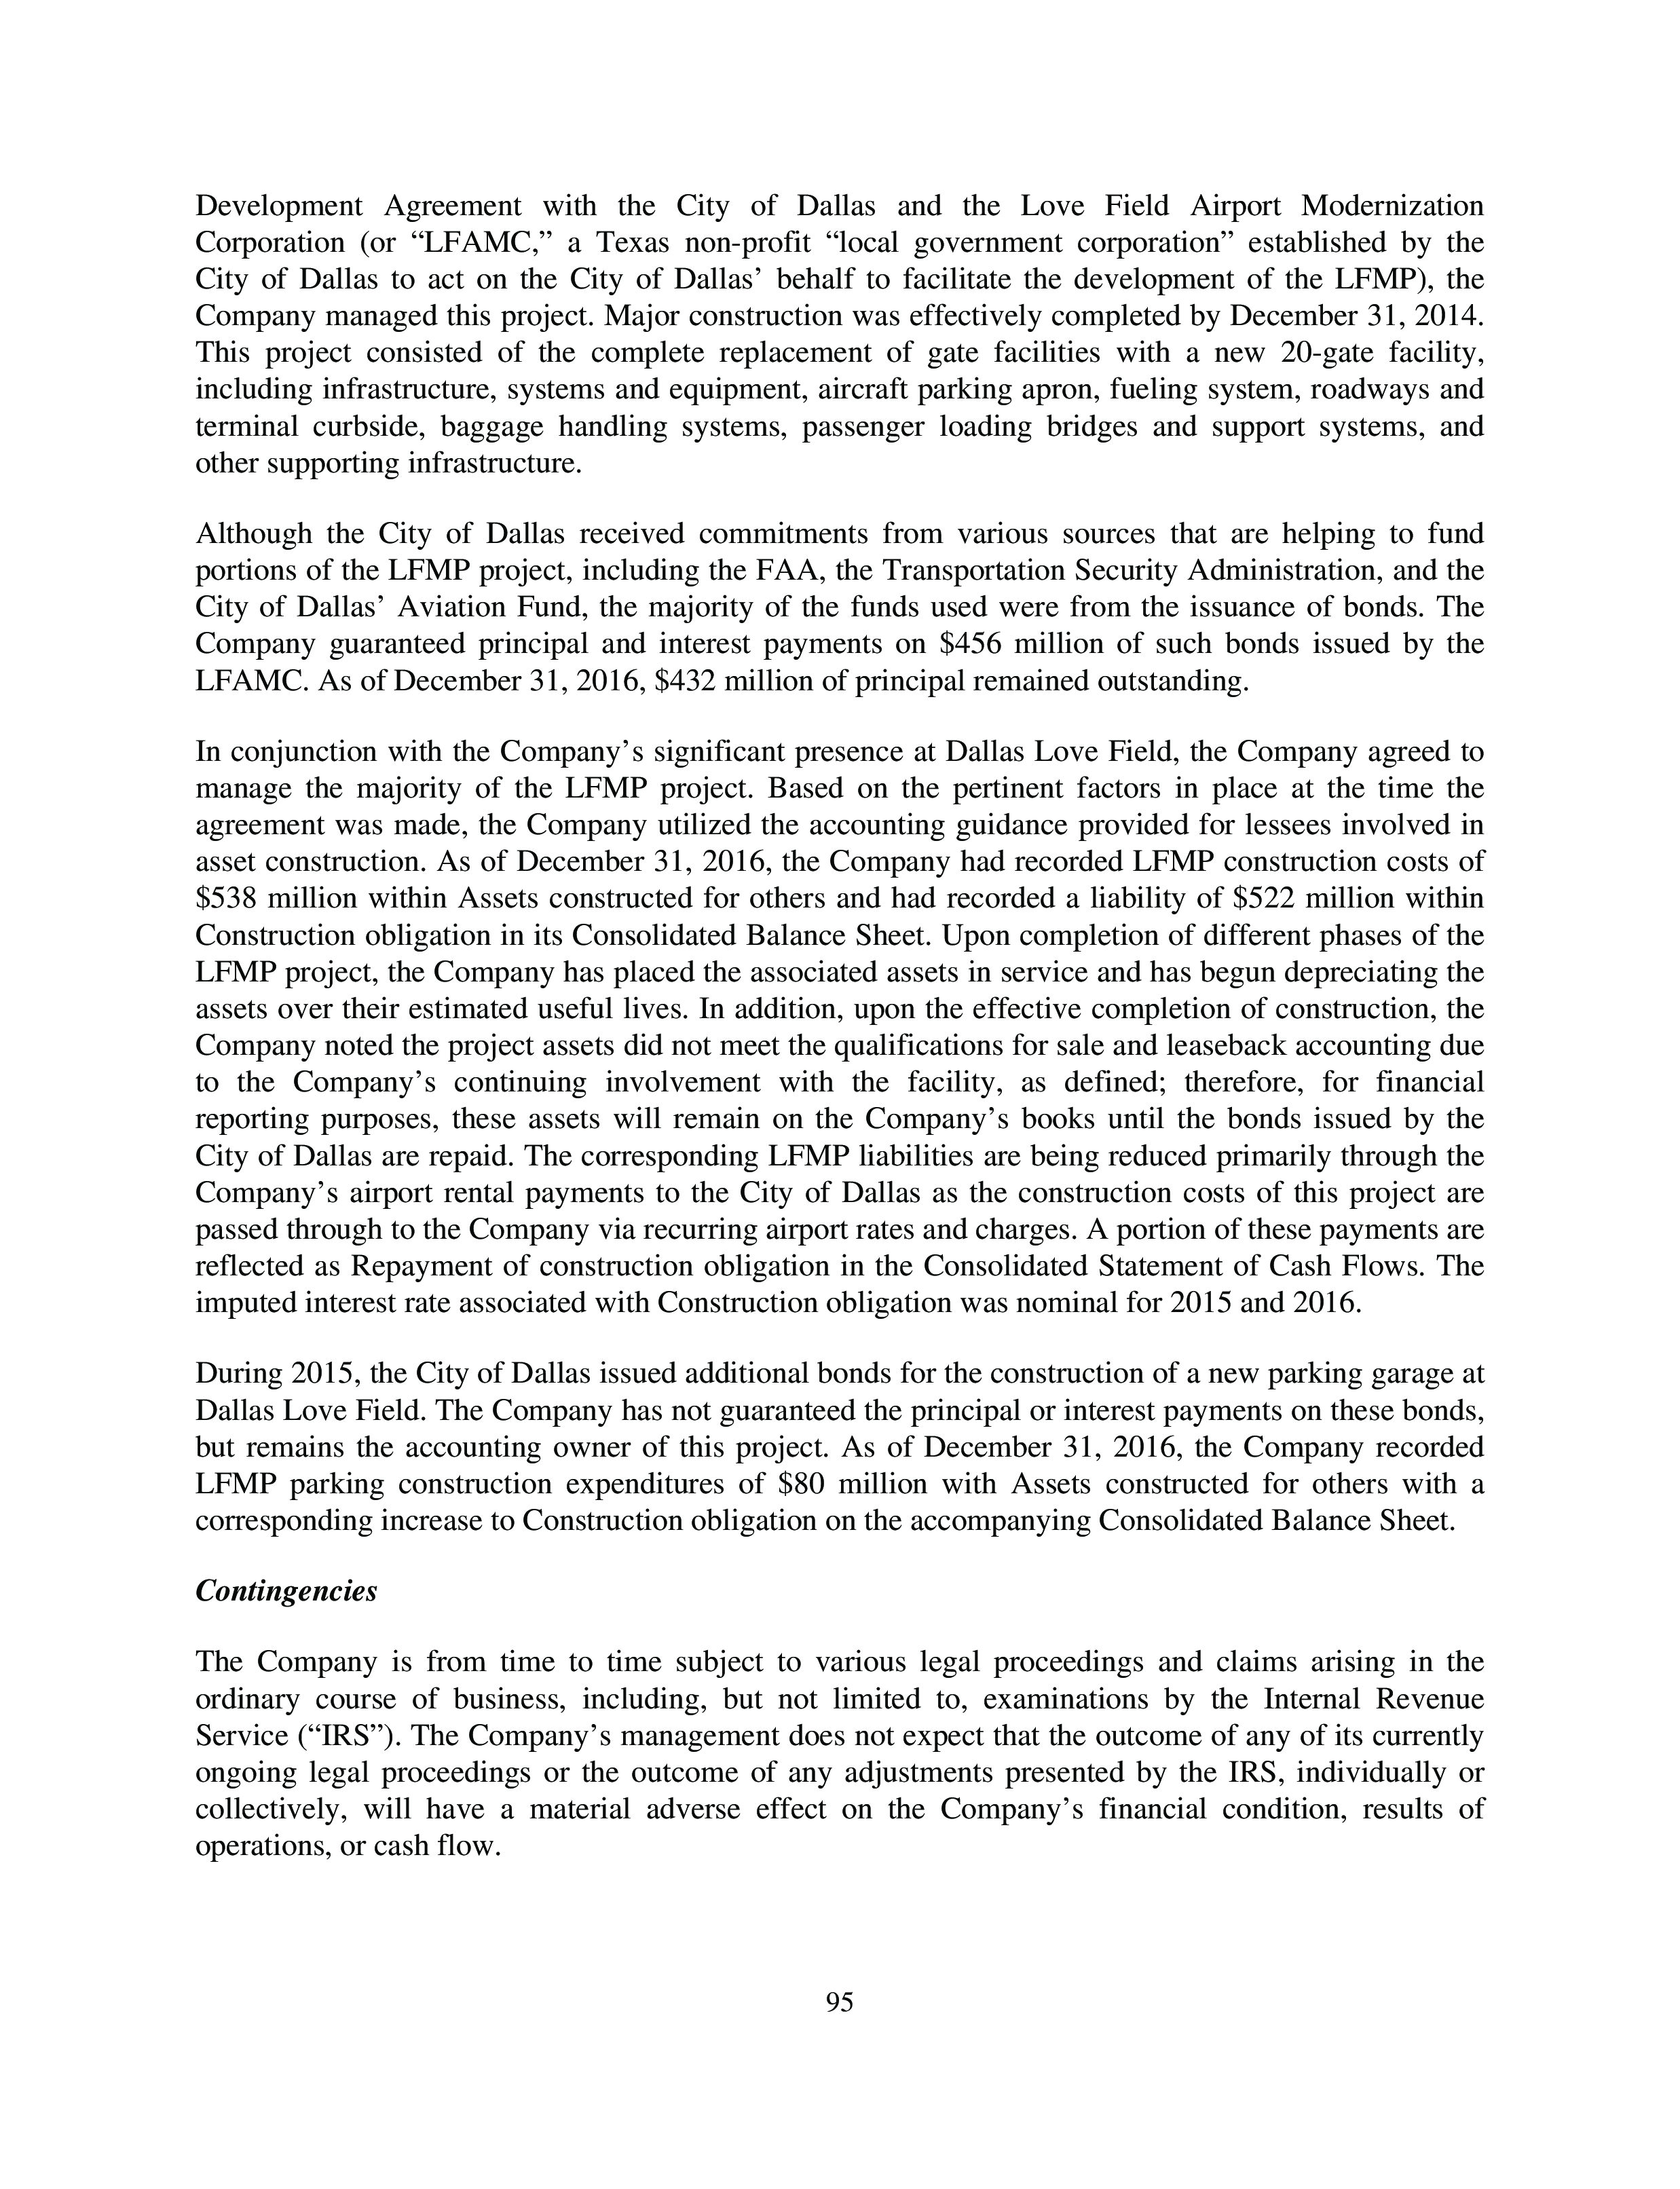 Development Agreement with the City of Dallas and the Love Field Airport Modernization
Corporation (or “LFAMC,” a Texas non-profit “local government corporation” established by the
City of Dallas to act on the City of Dallas’ behalf to facilitate the development of the LFMP), the
Company managed this project. Major construction was effectively completed by December 31, 2014.
This project consisted of the complete replacement of gate facilities with a new 20-gate facility,
including infrastructure, systems and equipment, aircraft parking apron, fueling system, roadways and
terminal curbside, baggage handling systems, passenger loading bridges and support systems, and
other supporting infrastructure.
Although the City of Dallas received commitments from various sources that are helping to fund
portions of the LFMP project, including the FAA, the Transportation Security Administration, and the
City of Dallas’ Aviation Fund, the majority of the funds used were from the issuance of bonds. The
Company guaranteed principal and interest payments on $456 million of such bonds issued by the
LFAMC. As of December 31, 2016, $432 million of principal remained outstanding.
In conjunction with the Company’s significant presence at Dallas Love Field, the Company agreed to
manage the majority of the LFMP project. Based on the pertinent factors in place at the time the
agreement was made, the Company utilized the accounting guidance provided for lessees involved in
asset construction. As of December 31, 2016, the Company had recorded LFMP construction costs of
$538 million within Assets constructed for others and had recorded a liability of $522 million within
Construction obligation in its Consolidated Balance Sheet. Upon completion of different phases of the
LFMP project, the Company has placed the associated assets in service and has begun depreciating the
assets over their estimated useful lives. In addition, upon the effective completion of construction, the
Company noted the project assets did not meet the qualifications for sale and leaseback accounting due
to the Company’s continuing involvement with the facility, as defined; therefore, for financial
reporting purposes, these assets will remain on the Company’s books until the bonds issued by the
City of Dallas are repaid. The corresponding LFMP liabilities are being reduced primarily through the
Company’s airport rental payments to the City of Dallas as the construction costs of this project are
passed through to the Company via recurring airport rates and charges. A portion of these payments are
reflected as Repayment of construction obligation in the Consolidated Statement of Cash Flows. The
imputed interest rate associated with Construction obligation was nominal for 2015 and 2016.
During 2015, the City of Dallas issued additional bonds for the construction of a new parking garage at
Dallas Love Field. The Company has not guaranteed the principal or interest payments on these bonds,
but remains the accounting owner of this project. As of December 31, 2016, the Company recorded
LFMP parking construction expenditures of $80 million with Assets constructed for others with a
corresponding increase to Construction obligation on the accompanying Consolidated Balance Sheet.
Contingencies
The Company is from time to time subject to various legal proceedings and claims arising in the
ordinary course of business, including, but not limited to, examinations by the Internal Revenue
Service (“IRS”). The Company’s management does not expect that the outcome of any of its currently
ongoing legal proceedings or the outcome of any adjustments presented by the IRS, individually or
collectively, will have a material adverse effect on the Company’s financial condition, results of
operations, or cash flow.
95